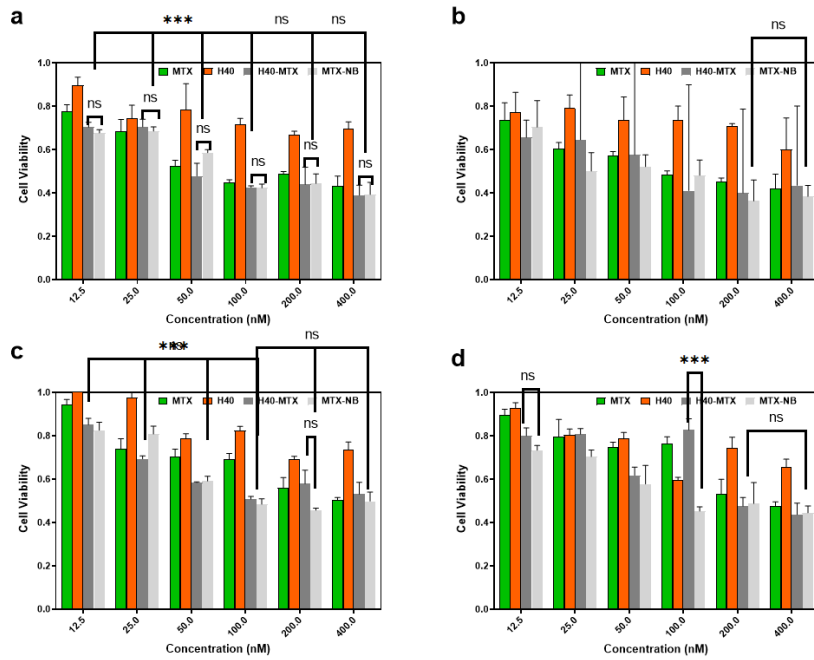 a
*** ns ns
MTX H40 H40-MTX MTX-NB
ns ns ns ns ns ns
Cell Viability
1.0
0.8
0.6
0.4
0.2
0.0
12.5 25.0 50.0 100.0 200.0 400.0
Concentration (nM)
b
ns
MTX H40 H40-MTX MTX-NB
Cell Viability
1.0
0.8
0.6
0.4
0.2
0.0
12.5 25.0 50.0 100.0 200.0 400.0
Concentration (nM)
c
*** ns
MTX H40 H40-MTX MTX-NB
ns
Cell Viability
1.0
0.8
0.6
0.4
0.2
0.0
12.5 25.0 50.0 100.0 200.0 400.0
Concentration (nM)
d
***
MTX H40 H40-MTX MTX-NB
ns ns
Cell Viability
1.0
0.8
0.6
0.4
0.2
0.0
12.5 25.0 50.0 100.0 200.0 400.0
Concentration (nM)